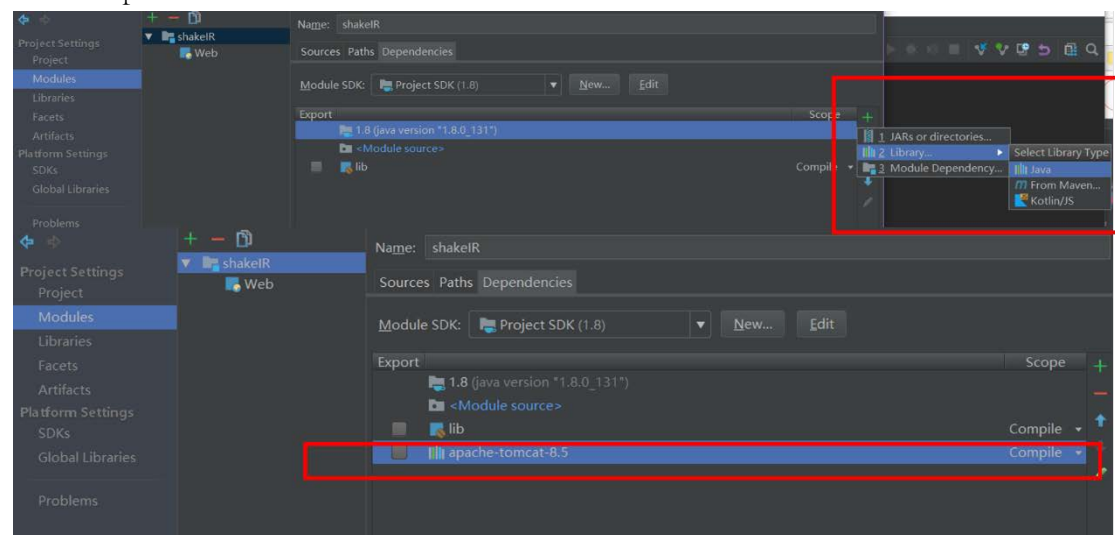 Project Settings
Project
Modules
Libraries
Facets
Artifacts
Platform Settings
SDKs
Global Libraries
Problems
shakeIR
Web
Name: shakeIR
Sources Paths Dependencies
Module SDK: Project SDK (1.8) New... Edit
Export Scope
1.8 (java version "1.8.0_131")
<Module source>
lib Compile
1 JARs or directories...
2 Library...
3 Module Dependency...
Select Library Type
Java
From Maven...
Kotlin/JS
Project Settings
Project
Modules
Libraries
Facets
Artifacts
Platform Settings
SDKs
Global Libraries
Problems
shakeIR
Web
Name: shakeIR
Sources Paths Dependencies
Module SDK: Project SDK (1.8) New... Edit
Export Scope
1.8 (java version "1.8.0_131")
<Module source>
lib Compile
apache-tomcat-8.5 Compile